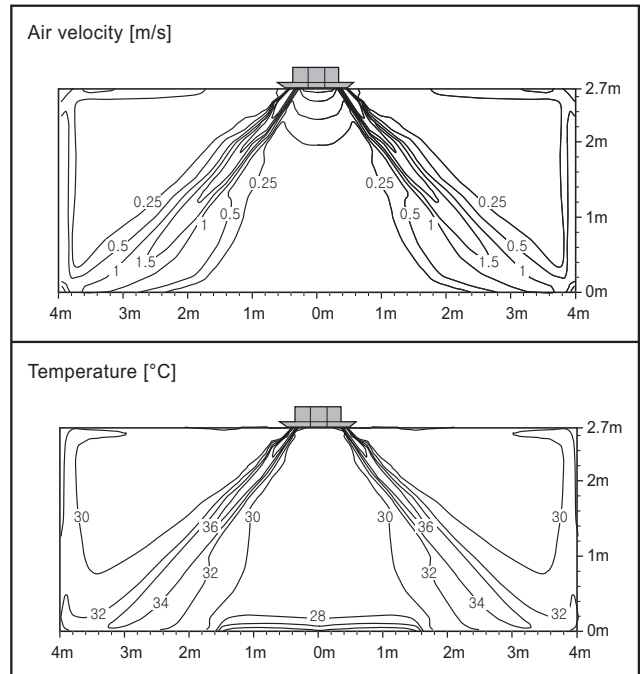 Air velocity [m/s]
2.7m
2m
0.25 0.25 0.25 0.25
1m
0.5 0.5 0.5 0.5
1 1 1 1
1.5 1.5
0m
4m 3m 2m 1m 0m 1m 2m 3m 4m
Temperature [°C]
2.7m
2m
30 36 30 30 36 30
1m
32 32
32 34 28 34 32
0m
4m 3m 2m 1m 0m 1m 2m 3m 4m